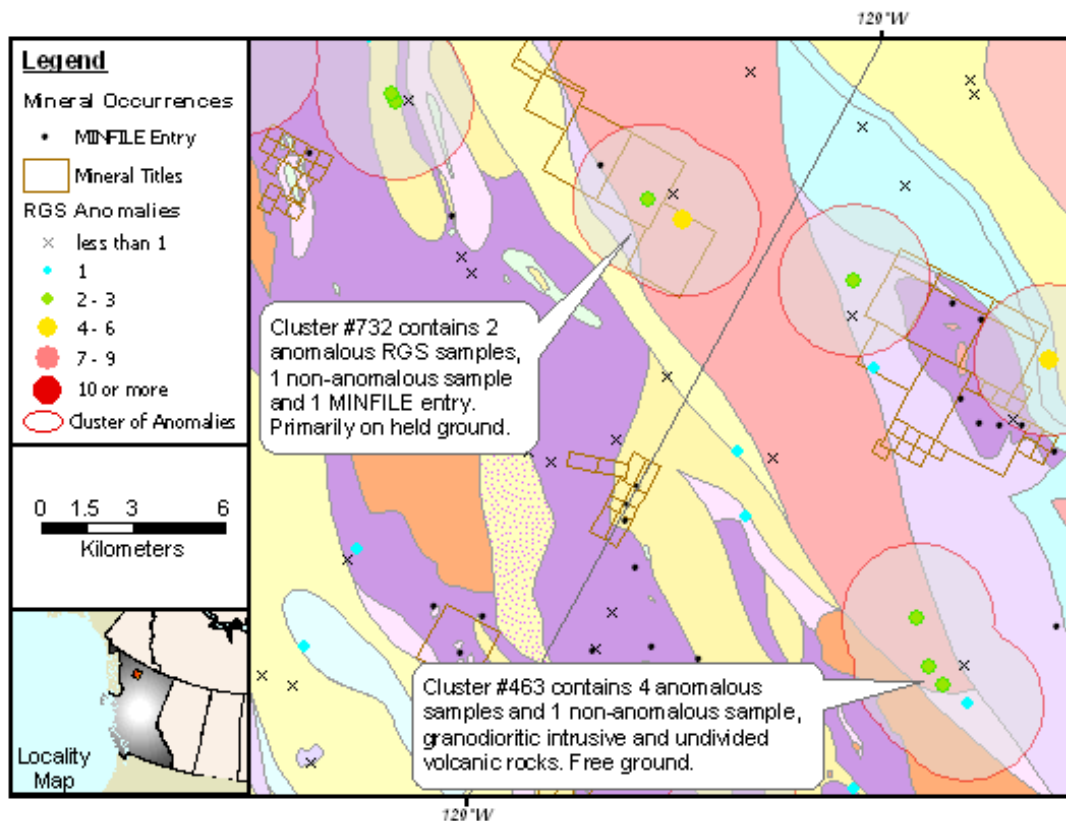 129°W
Legend
Mineral Occurrences
MINFILE Entry
Mineral Titles
RGS Anomalies
less than 1
1
2 - 3
4 - 6
7 - 9
10 or more
Cluster of Anomalies
0 1.5 3 6
Kilometers
Locality
Map
Cluster #732 contains 2
anomalous RGS samples,
1 non-anomalous sample
and 1 MINFILE entry.
Primarily on held ground.
Cluster #463 contains 4 anomalous
samples and 1 non-anomalous sample,
granodioritic intrusive and undivided
volcanic rocks. Free ground.
129°W